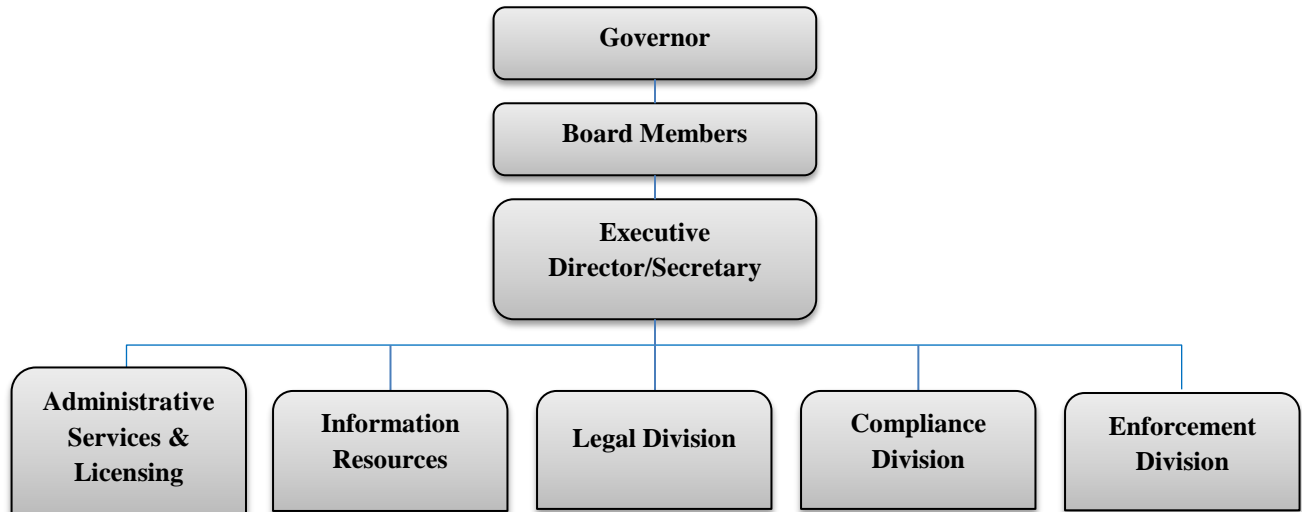 Governor
Board Members
Executive
Director/Secretary
Administrative
Services &
Licensing
Information
Resources
Legal Division
Compliance
Division
Enforcement
Division